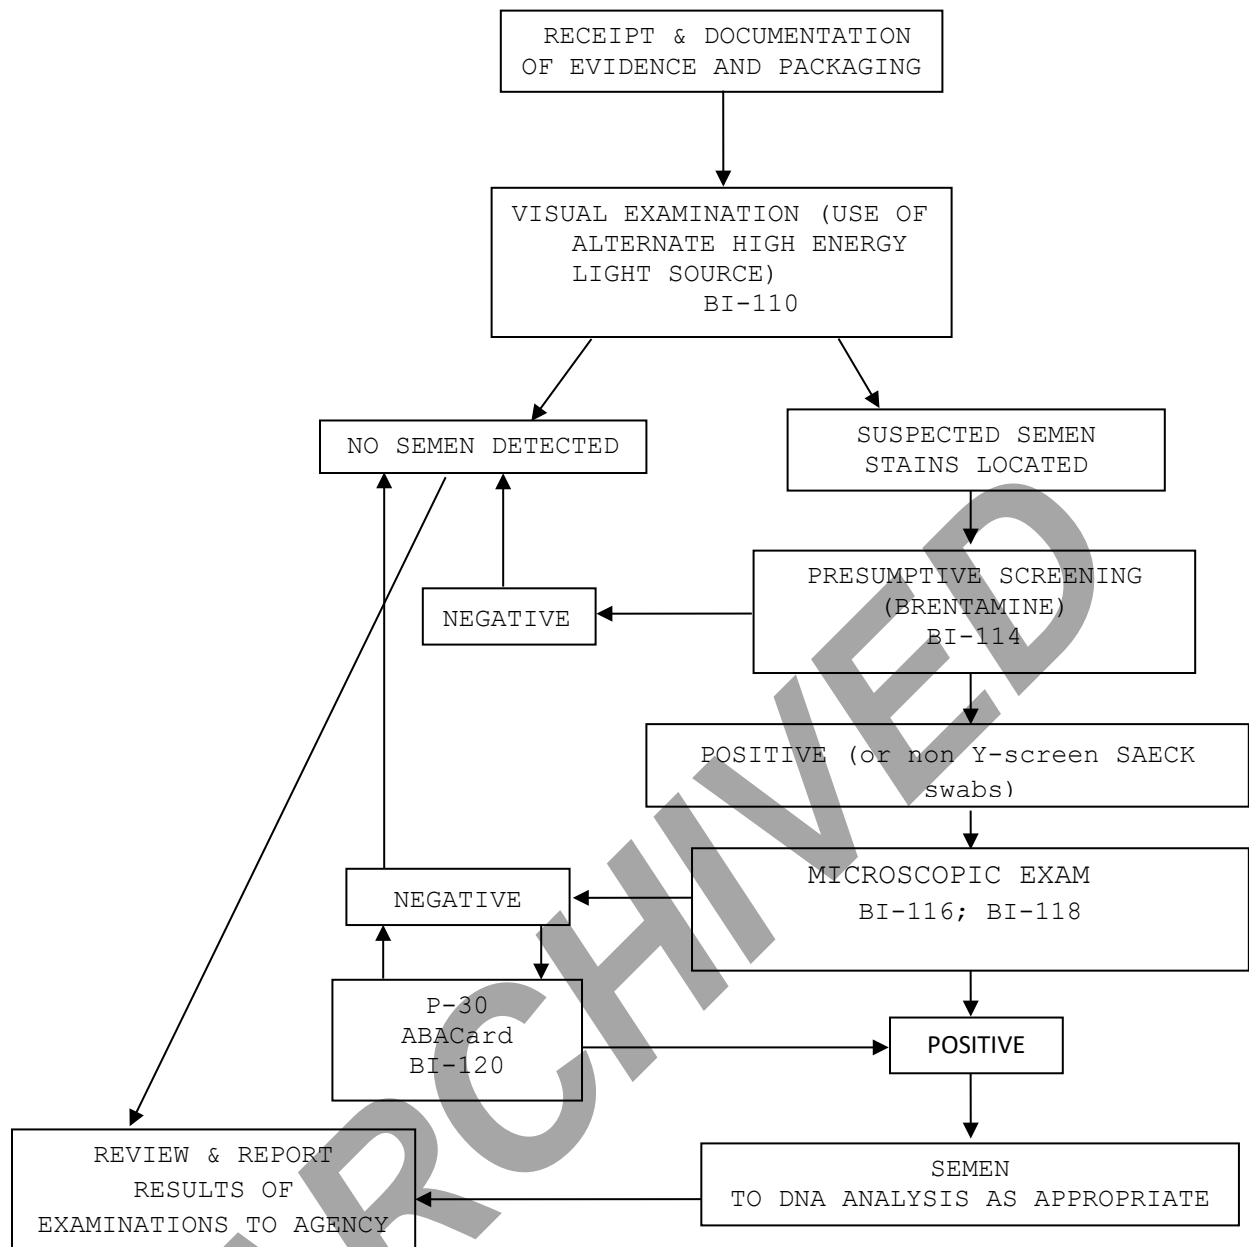 RECEIPT & DOCUMENTATION
OF EVIDENCE AND PACKAGING
VISUAL EXAMINATION (USE OF
ALTERNATE HIGH ENERGY
LIGHT SOURCE)
BI-110
NO SEMEN DETECTED
SUSPECTED SEMEN
STAINS LOCATED
PRESUMPTIVE SCREENING
(BRENTAMINE)
BI-114
NEGATIVE
POSITIVE (or non Y-screen SAECK
swabs)
MICROSCOPIC EXAM
BI-116; BI-118
NEGATIVE
P-30
ABACard
BI-120
POSITIVE
REVIEW & REPORT
RESULTS OF
EXAMINATIONS TO AGENCY
SEMEN
TO DNA ANALYSIS AS APPROPRIATE
ARCHIVED